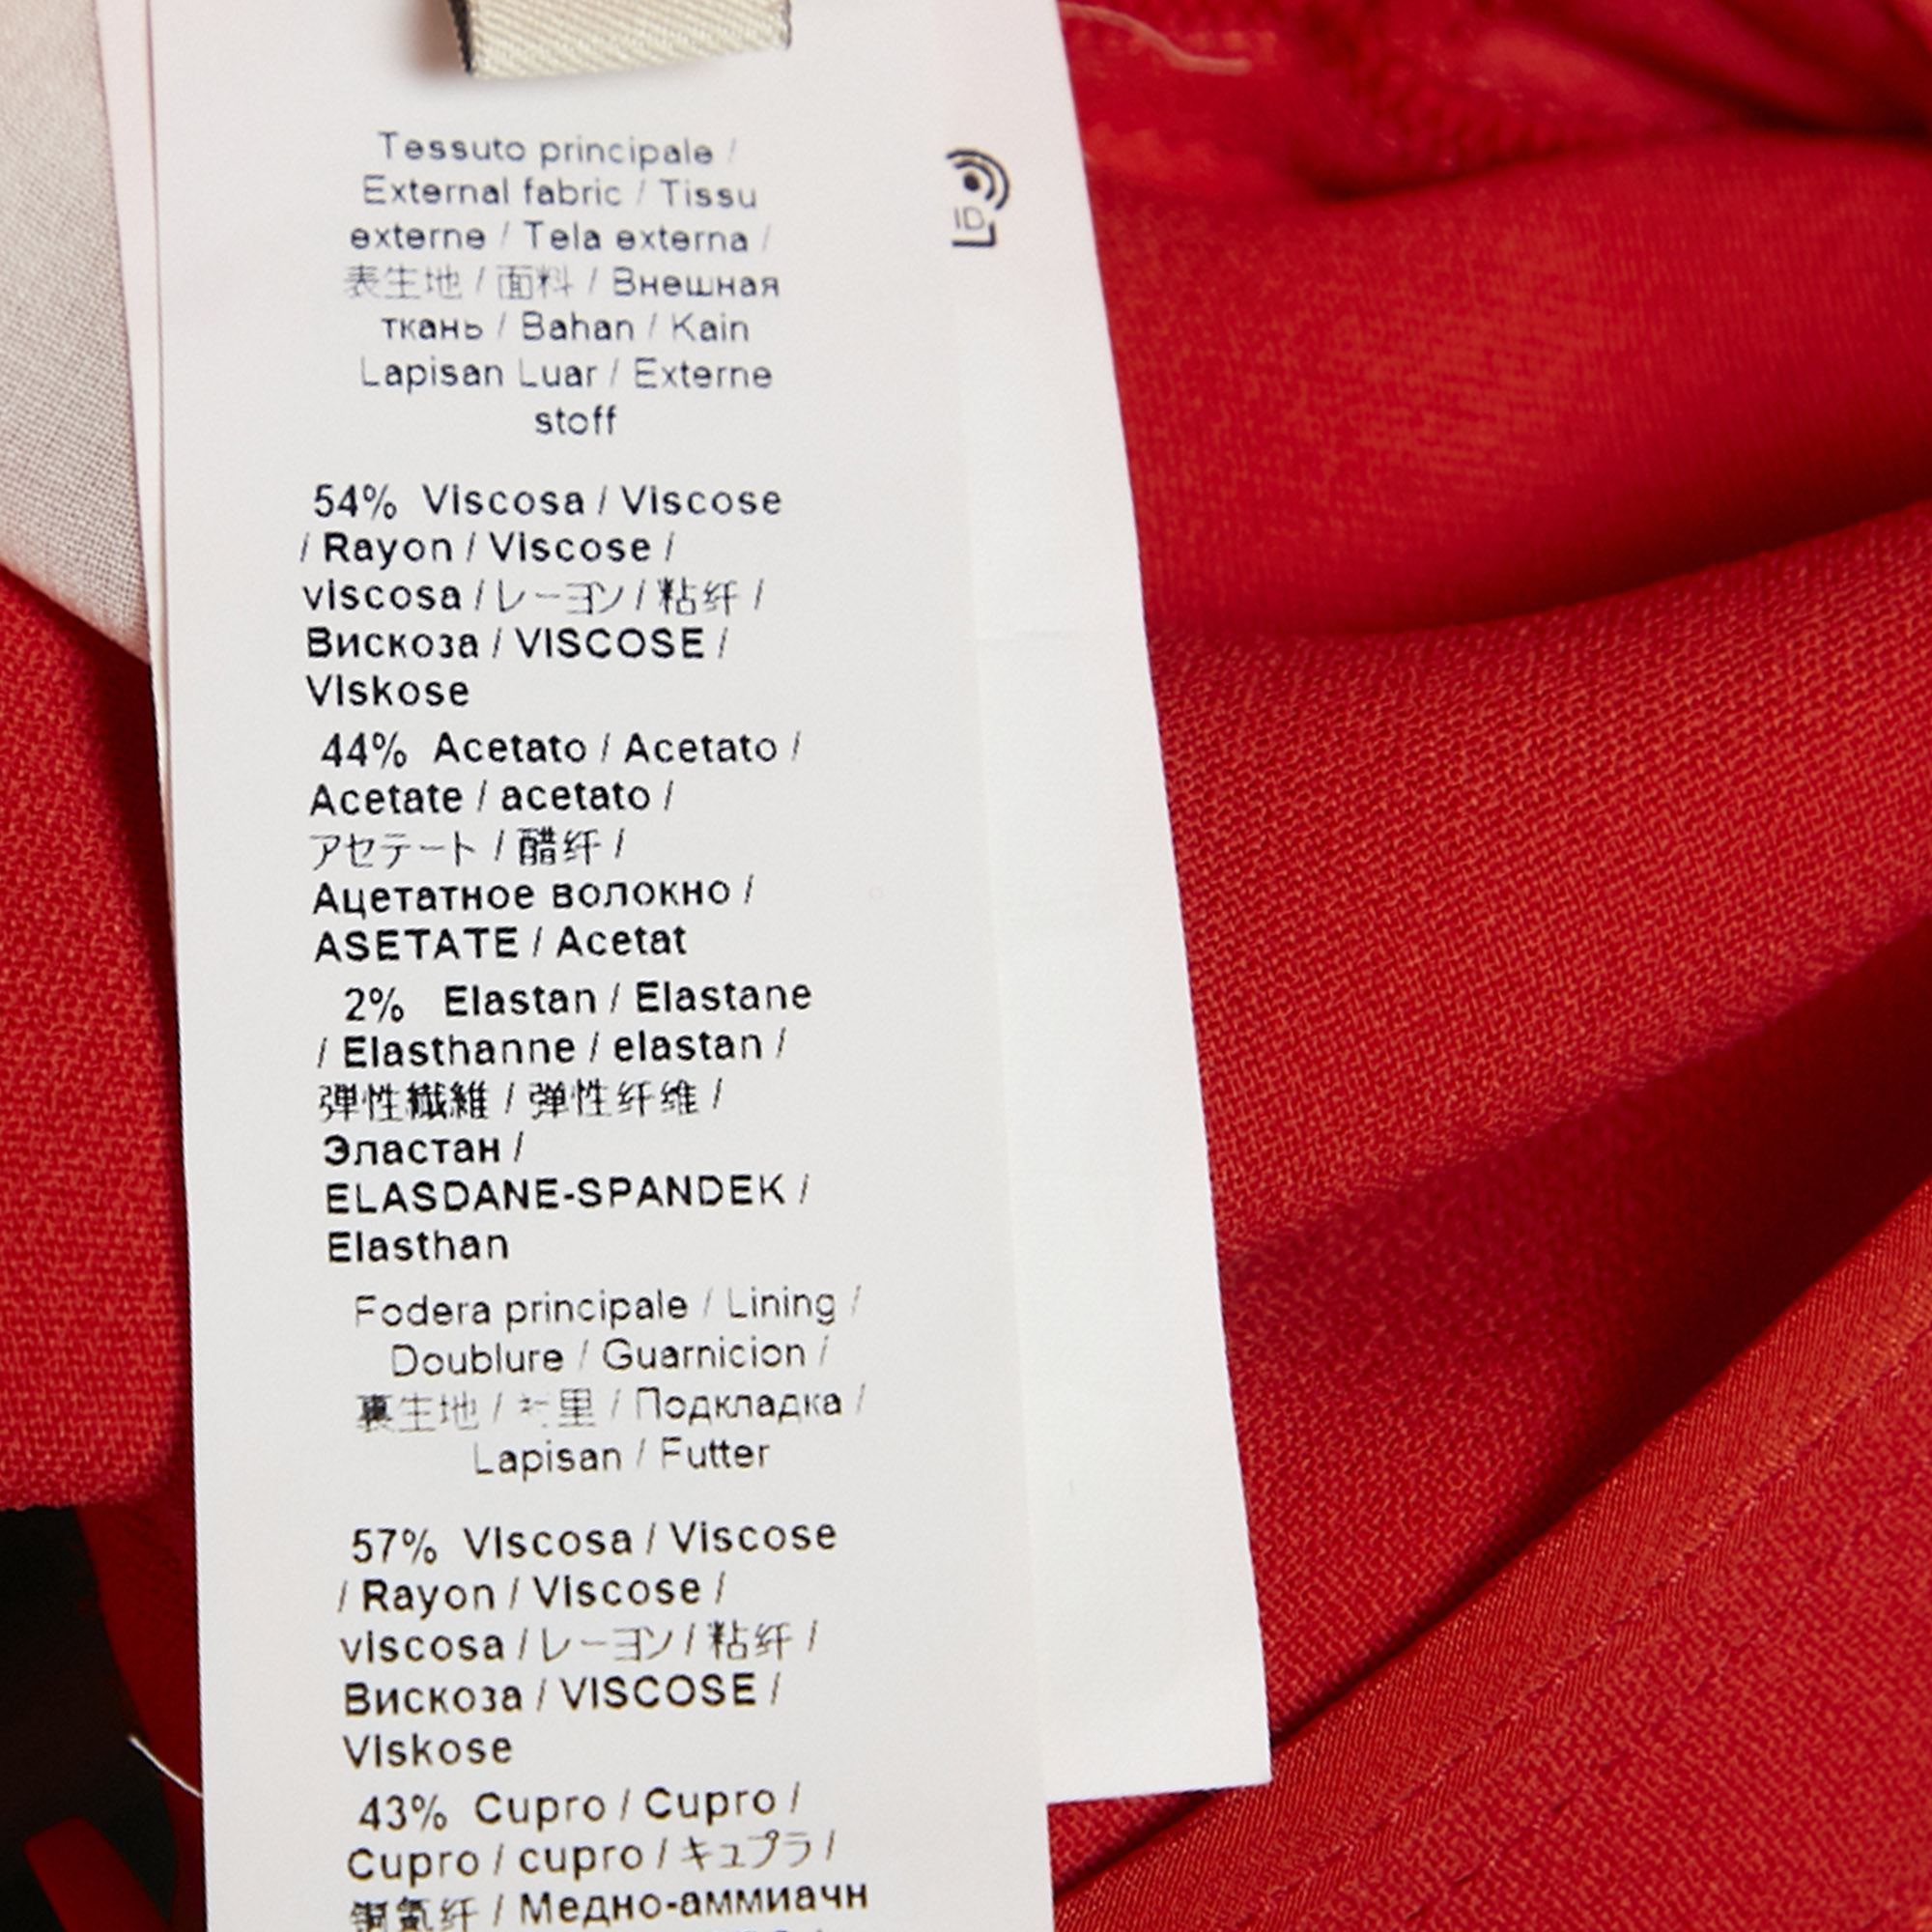 Tessuto principale /
External fabric / Tissu
externe / Tela externa /
表生地 / 面料 / Внешная
ткань / Bahan / Kain
Lapisan Luar / Externe
stoff
54% Viscosa / Viscose
/ Rayon / Viscose /
viscosa / レーヨン / 粘纤 /
Вискоза / VISCOSE /
Viskose
44% Acetato / Acetato /
Acetate / acetato /
アセテート / 醋纤 /
Ацетатное волокно /
ASETATE / Acetat
2% Elastan / Elastane
/ Elasthanne / elastan /
弾性繊維 / 弹性纤维 /
Эластан /
ELASDANE-SPANDEK /
Elasthan
Fodera principale / Lining /
Doublure / Guarnicion /
裏生地 / 衬里 / Подкладка /
Lapisan / Futter
57% Viscosa / Viscose
/ Rayon / Viscose /
viscosa / レーヨン / 粘纤 /
Вискоза / VISCOSE /
Viskose
43% Cupro / Cupro /
Cupro / cupro / キュプラ /
铜氨纤 / Медно-аммиачн
ID